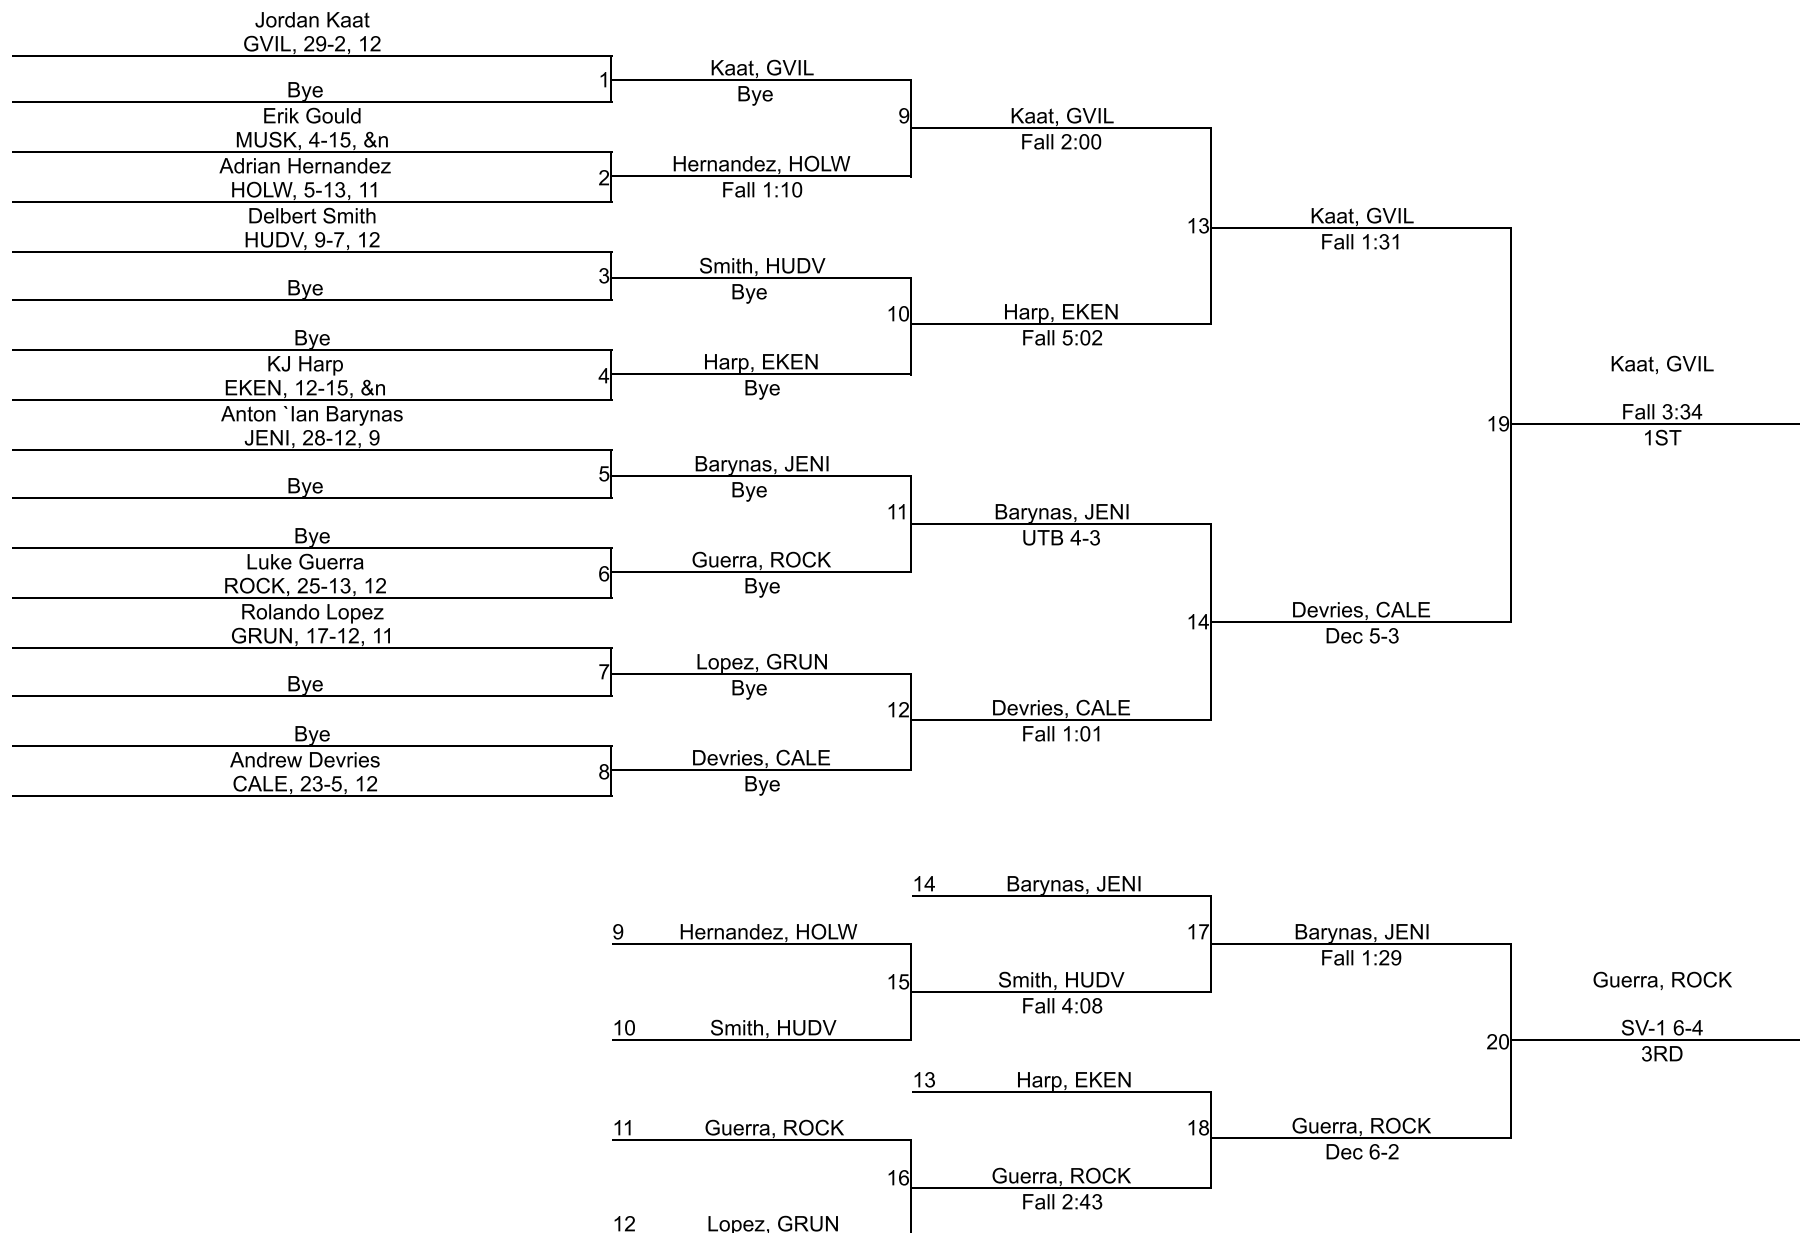 Jordan Kaat
GVIL, 29-2, 12
Bye
1
Erik Gould
MUSK, 4-15, &n
Adrian Hernandez
HOLW, 5-13, 11
2
Delbert Smith
HUDV, 9-7, 12
Bye
3
Bye
KJ Harp
EKEN, 12-15, &n
4
Anton `Ian Barynas
JENI, 28-12, 9
Bye
5
Bye
Luke Guerra
ROCK, 25-13, 12
6
Rolando Lopez
GRUN, 17-12, 11
Bye
7
Bye
Andrew Devries
CALE, 23-5, 12
8
Kaat, GVIL
Bye
9
Hernandez, HOLW
Fall 1:10
Smith, HUDV
Bye
10
Harp, EKEN
Bye
Barynas, JENI
Bye
11
Guerra, ROCK
Bye
Lopez, GRUN
Bye
12
Devries, CALE
Bye
Kaat, GVIL
Fall 2:00
13
Harp, EKEN
Fall 5:02
Barynas, JENI
UTB 4-3
14
Devries, CALE
Fall 1:01
Kaat, GVIL
Fall 1:31
19
Devries, CALE
Dec 5-3
Kaat, GVIL
Fall 3:34
1ST
14 Barynas, JENI
9 Hernandez, HOLW
17
15
Smith, HUDV
Fall 4:08
10 Smith, HUDV
13 Harp, EKEN
11 Guerra, ROCK
18
16
Guerra, ROCK
Fall 2:43
12 Lopez, GRUN
Barynas, JENI
Fall 1:29
20
Guerra, ROCK
Dec 6-2
Guerra, ROCK
SV-1 6-4
3RD